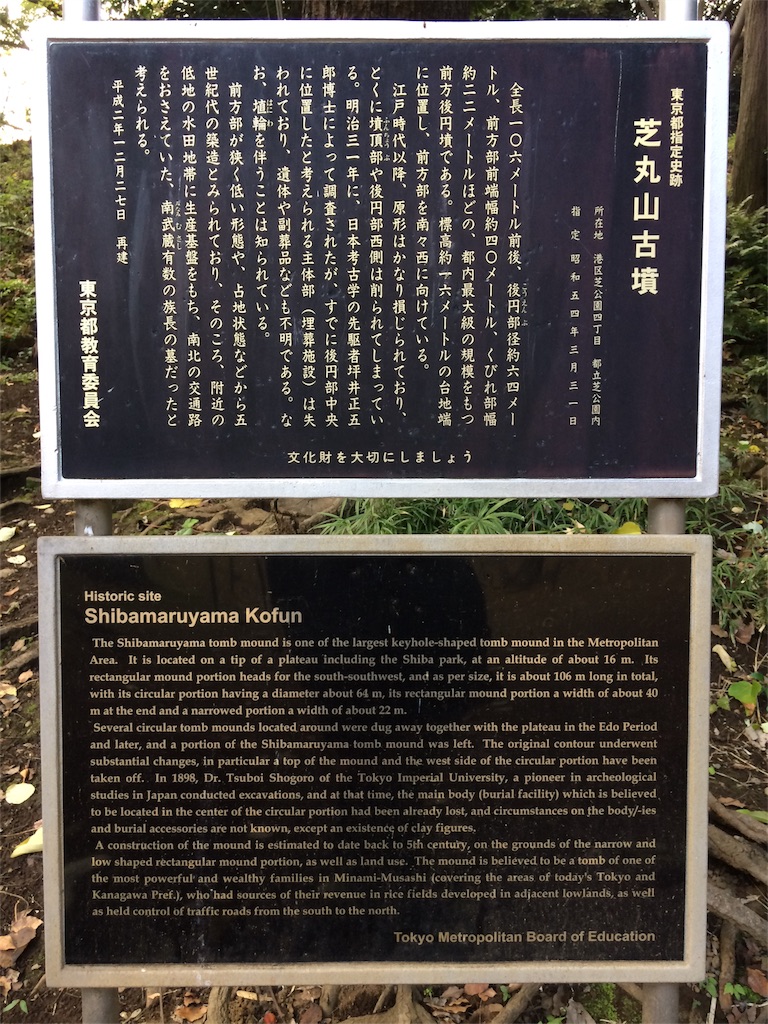 東京都指定史跡
芝丸山古墳
所在地　港区芝公園四丁目　都立芝公園内
指　定　昭和五四年三月三一日
全長一〇六メートル前後、後円部径約六四メー
トル、前方部前端幅約四〇メートル、くびれ部幅
約二二メートルほどの、都内最大級の規模をもつ
前方後円墳である。標高約一六メートルの台地端
に位置し、前方部を南々西に向けている。
江戸時代以降、原形はかなり損じられており、
とくに墳頂部や後円部西側は削られてしまってい
る。明治三一年に、日本考古学の先駆者坪井正五
郎博士によって調査されたが、すでに後円部中央
に位置したと考えられる主体部（埋葬施設）は失
われており、遺体や副葬品なども不明である。な
お、埴輪を伴うことは知られている。
前方部が狭く低い形態や、占地状態などから五
世紀代の築造とみられており、そのころ、附近の
低地の水田地帯に生産基盤をもち、南北の交通路
をおさえていた、南武蔵有数の族長の墓だったと
考えられる。
平成二年一二月二七日　再建
東京都教育委員会
文化財を大切にしましょう
Historic site
Shibamaruyama Kofun
The Shibamaruyama tomb mound is one of the largest keyhole-shaped tomb mound in the Metropolitan
Area. It is located on a tip of a plateau including the Shiba park, at an altitude of about 16 m. Its
rectangular mound portion heads for the south-southwest, and as per size, it is about 106 m long in total,
with its circular portion having a diameter about 64 m, its rectangular mound portion a width of about 40
m at the end and a narrowed portion a width of about 22 m.
Several circular tomb mounds located around were dug away together with the plateau in the Edo Period
and later, and a portion of the Shibamaruyama tomb mound was left. The original contour underwent
substantial changes, in particular a top of the mound and the west side of the circular portion have been
taken off. In 1898, Dr. Tsuboi Shogoro of the Tokyo Imperial University, a pioneer in archeological
studies in Japan conducted excavations, and at that time, the main body (burial facility) which is believed
to be located in the center of the circular portion had been already lost, and circumstances on the body/-ies
and burial accessories are not known, except an existence of clay figures.
A construction of the mound is estimated to date back to 5th century, on the grounds of the narrow and
low shaped rectangular mound portion, as well as land use. The mound is believed to be a tomb of one of
the most powerful and wealthy families in Minami-Musashi (covering the areas of today's Tokyo and
Kanagawa Pref.), who had sources of their revenue in rice fields developed in adjacent lowlands, as well
as held control of traffic roads from the south to the north.
Tokyo Metropolitan Board of Education